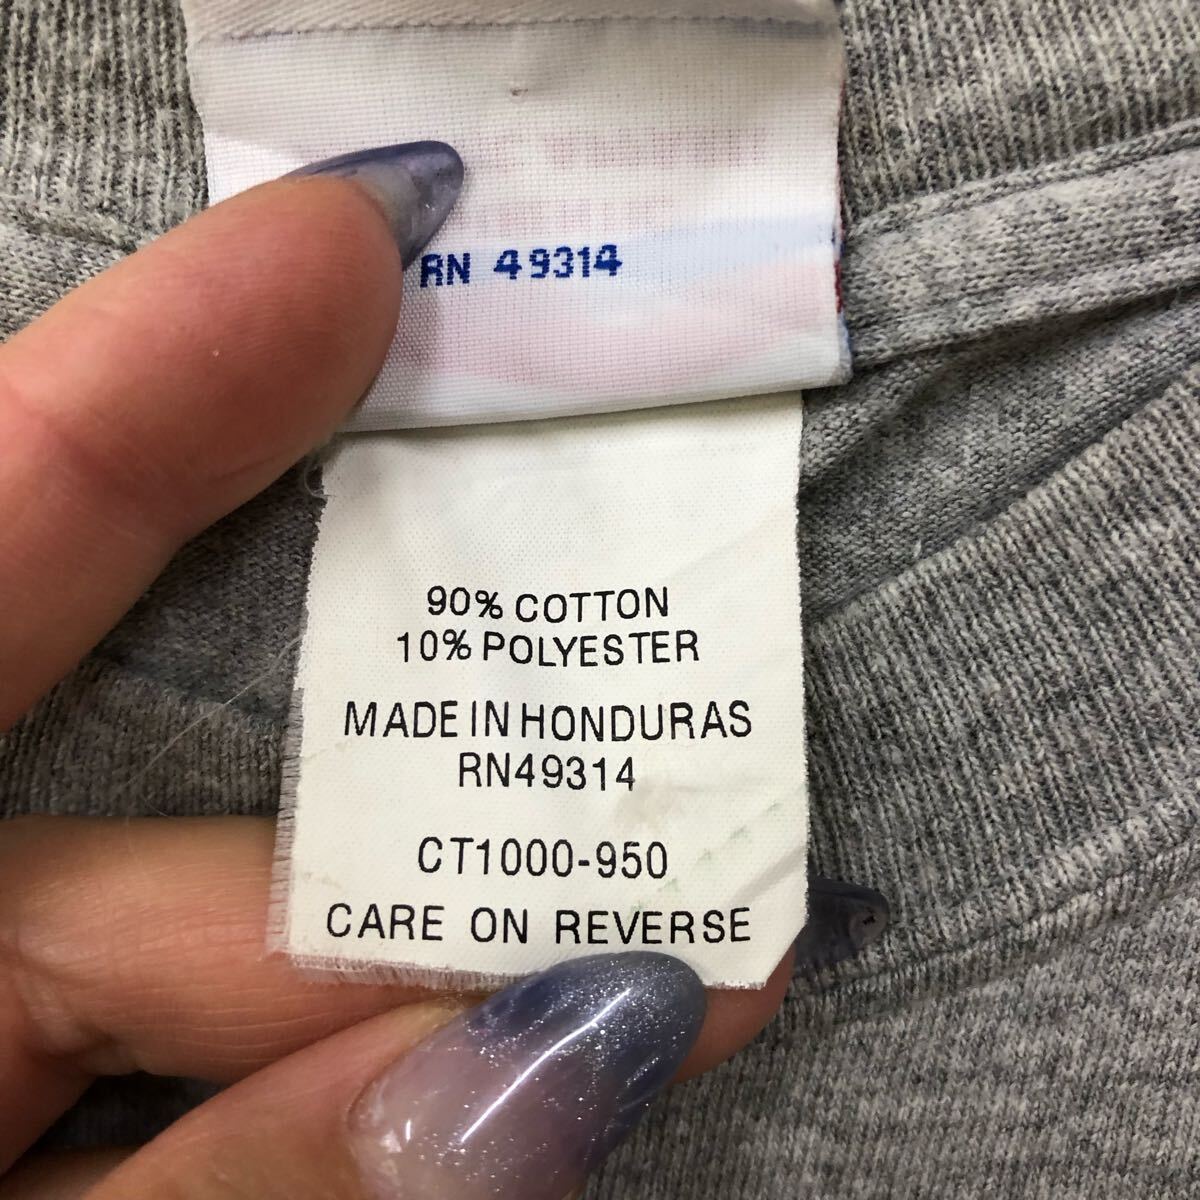 RN 49314
90% COTTON
10% POLYESTER
MADE IN HONDURAS
RN49314
CT1000-950
CARE ON REVERSE